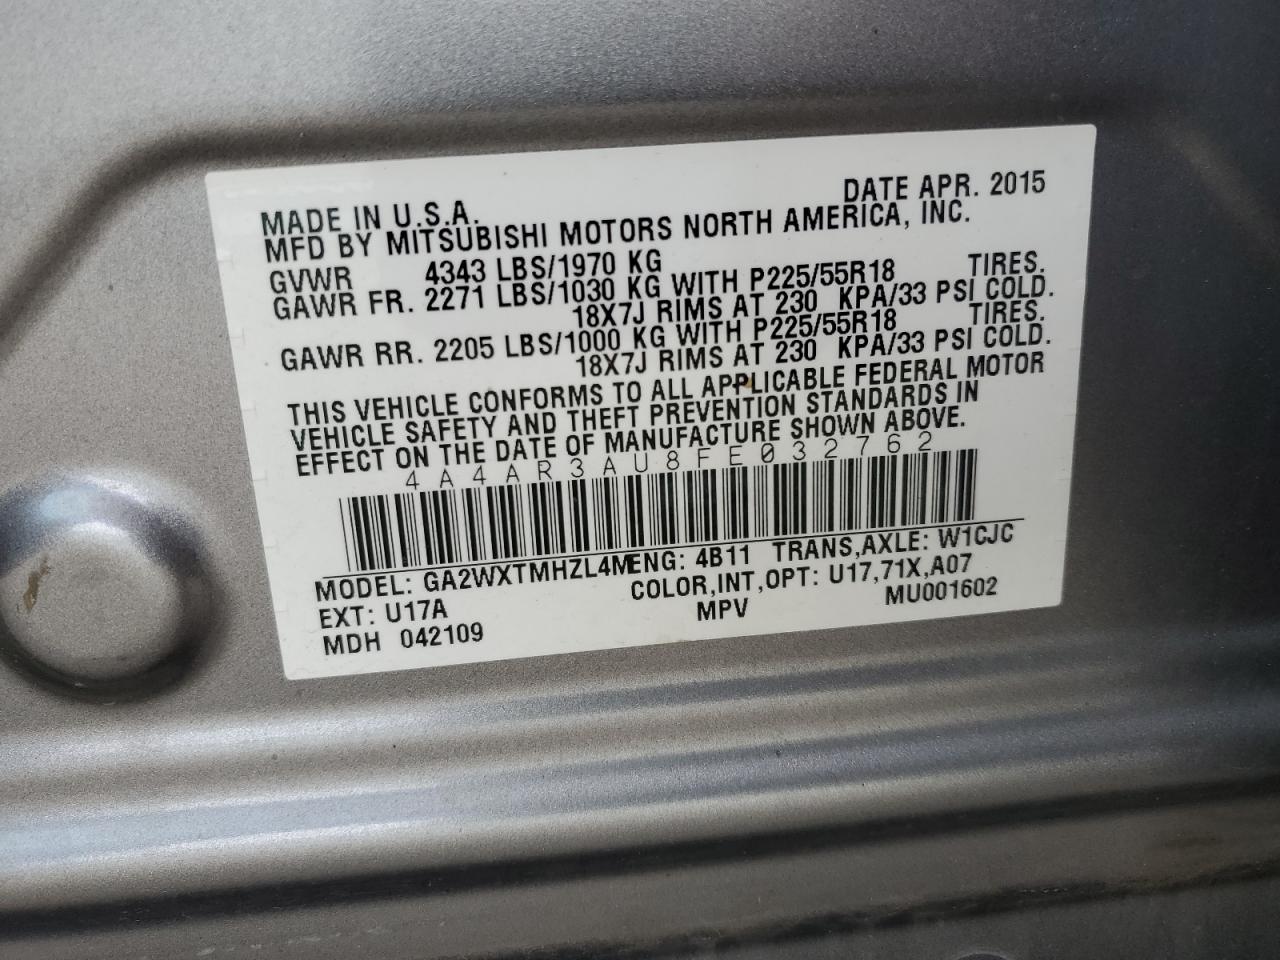 DATE APR. 2015
MADE IN U.S.A.
MFD BY MITSUBISHI MOTORS NORTH AMERICA, INC.
GVWR 4343 LBS/1970 KG
GAWR FR. 2271 LBS/1030 KG WITH P225/55R18 TIRES.
18X7J RIMS AT 230 KPA/33 PSI COLD.
GAWR RR. 2205 LBS/1000 KG WITH P225/55R18 TIRES.
18X7J RIMS AT 230 KPA/33 PSI COLD.
THIS VEHICLE CONFORMS TO ALL APPLICABLE FEDERAL MOTOR
VEHICLE SAFETY AND THEFT PREVENTION STANDARDS IN
EFFECT ON THE DATE OF MANUFACTURE SHOWN ABOVE.
4A4AR3AU8FE032762
MODEL: GA2WXTMHZL4M ENG: 4B11 TRANS,AXLE: W1CJC
EXT: U17A COLOR,INT,OPT: U17,71X,A07
MDH 042109 MPV MU001602